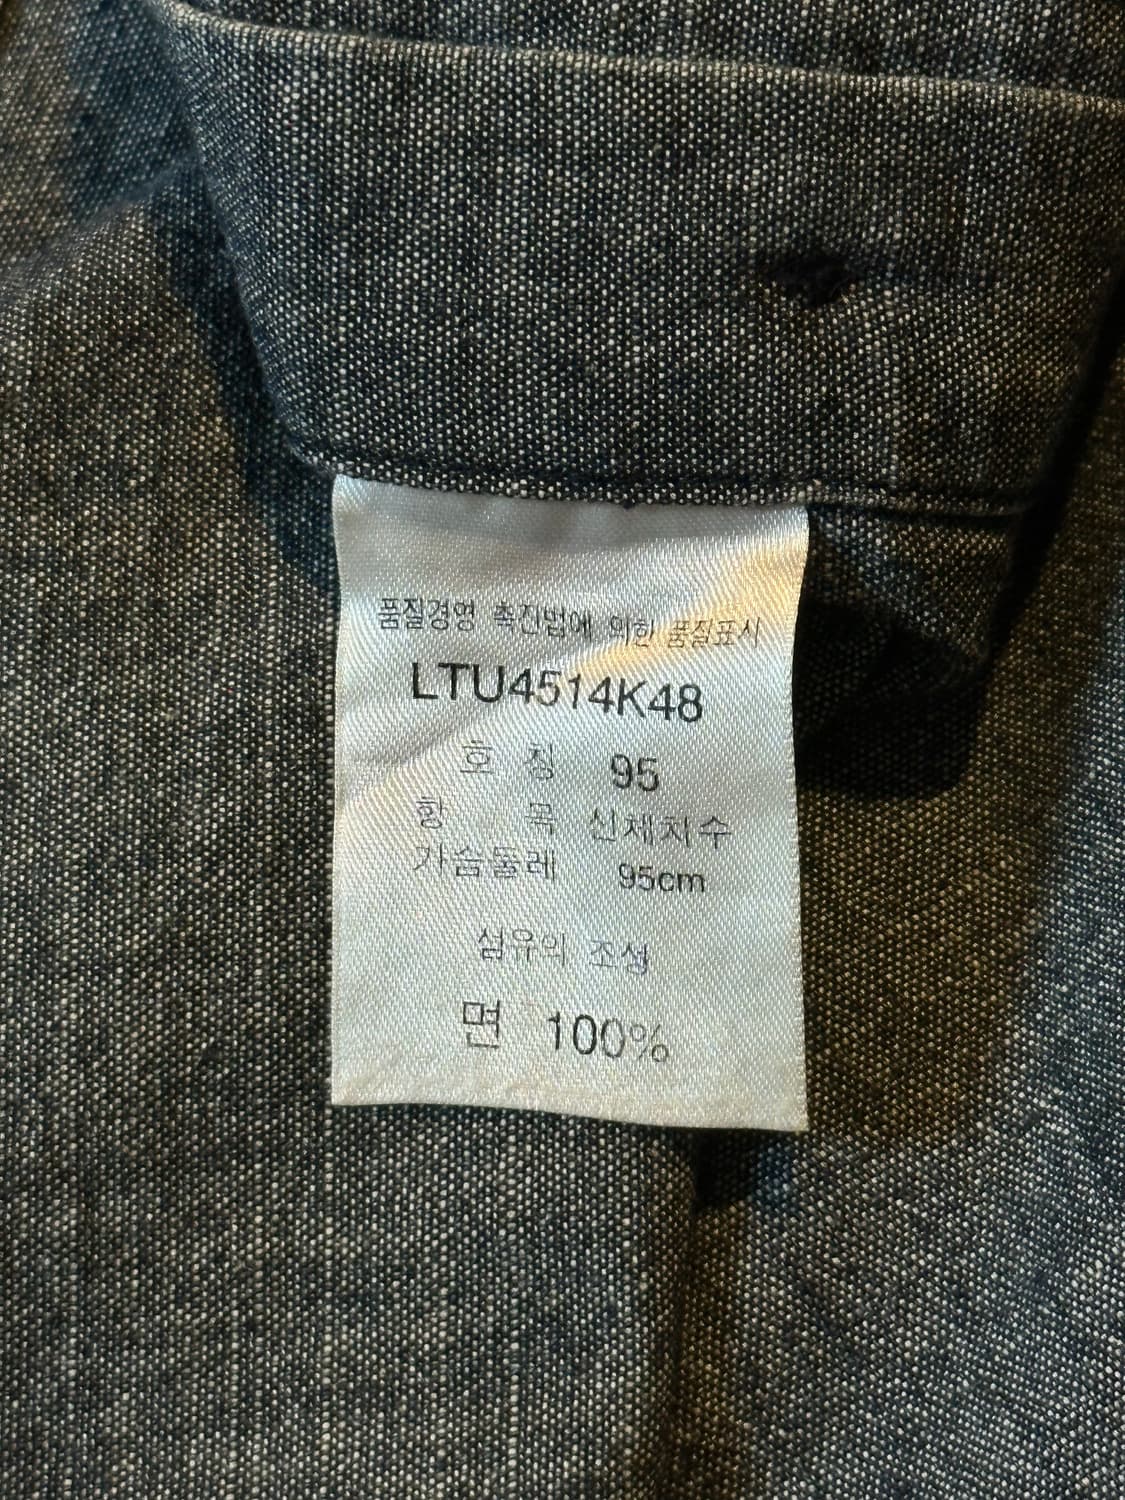 품질경영 촉진법에 의한 품질표시
LTU4514K48
호 칭 95
항 목 신체치수
가슴둘레 95cm
섬유의 조성
면 100%